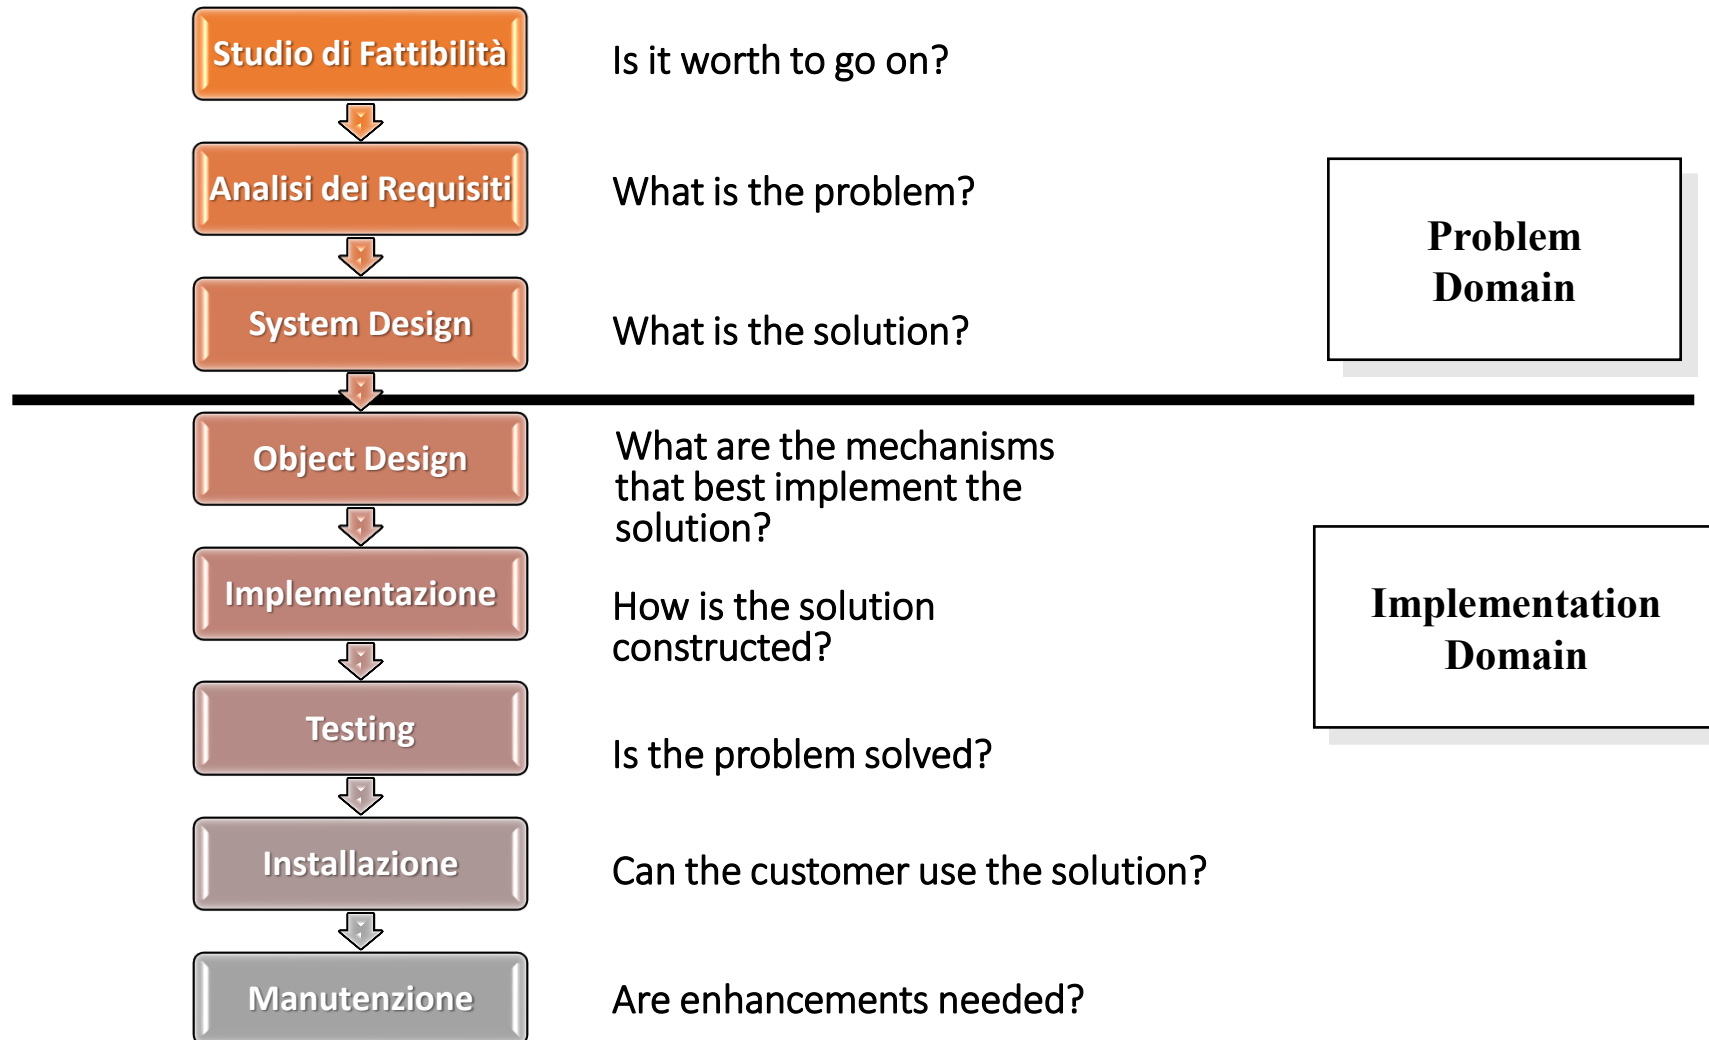 Studio di Fattibilità
Is it worth to go on?
Analisi dei Requisiti
What is the problem?
Problem
Domain
System Design
What is the solution?
Object Design
What are the mechanisms
that best implement the
solution?
Implementazione
How is the solution
constructed?
Implementation
Domain
Testing
Is the problem solved?
Installazione
Can the customer use the solution?
Manutenzione
Are enhancements needed?